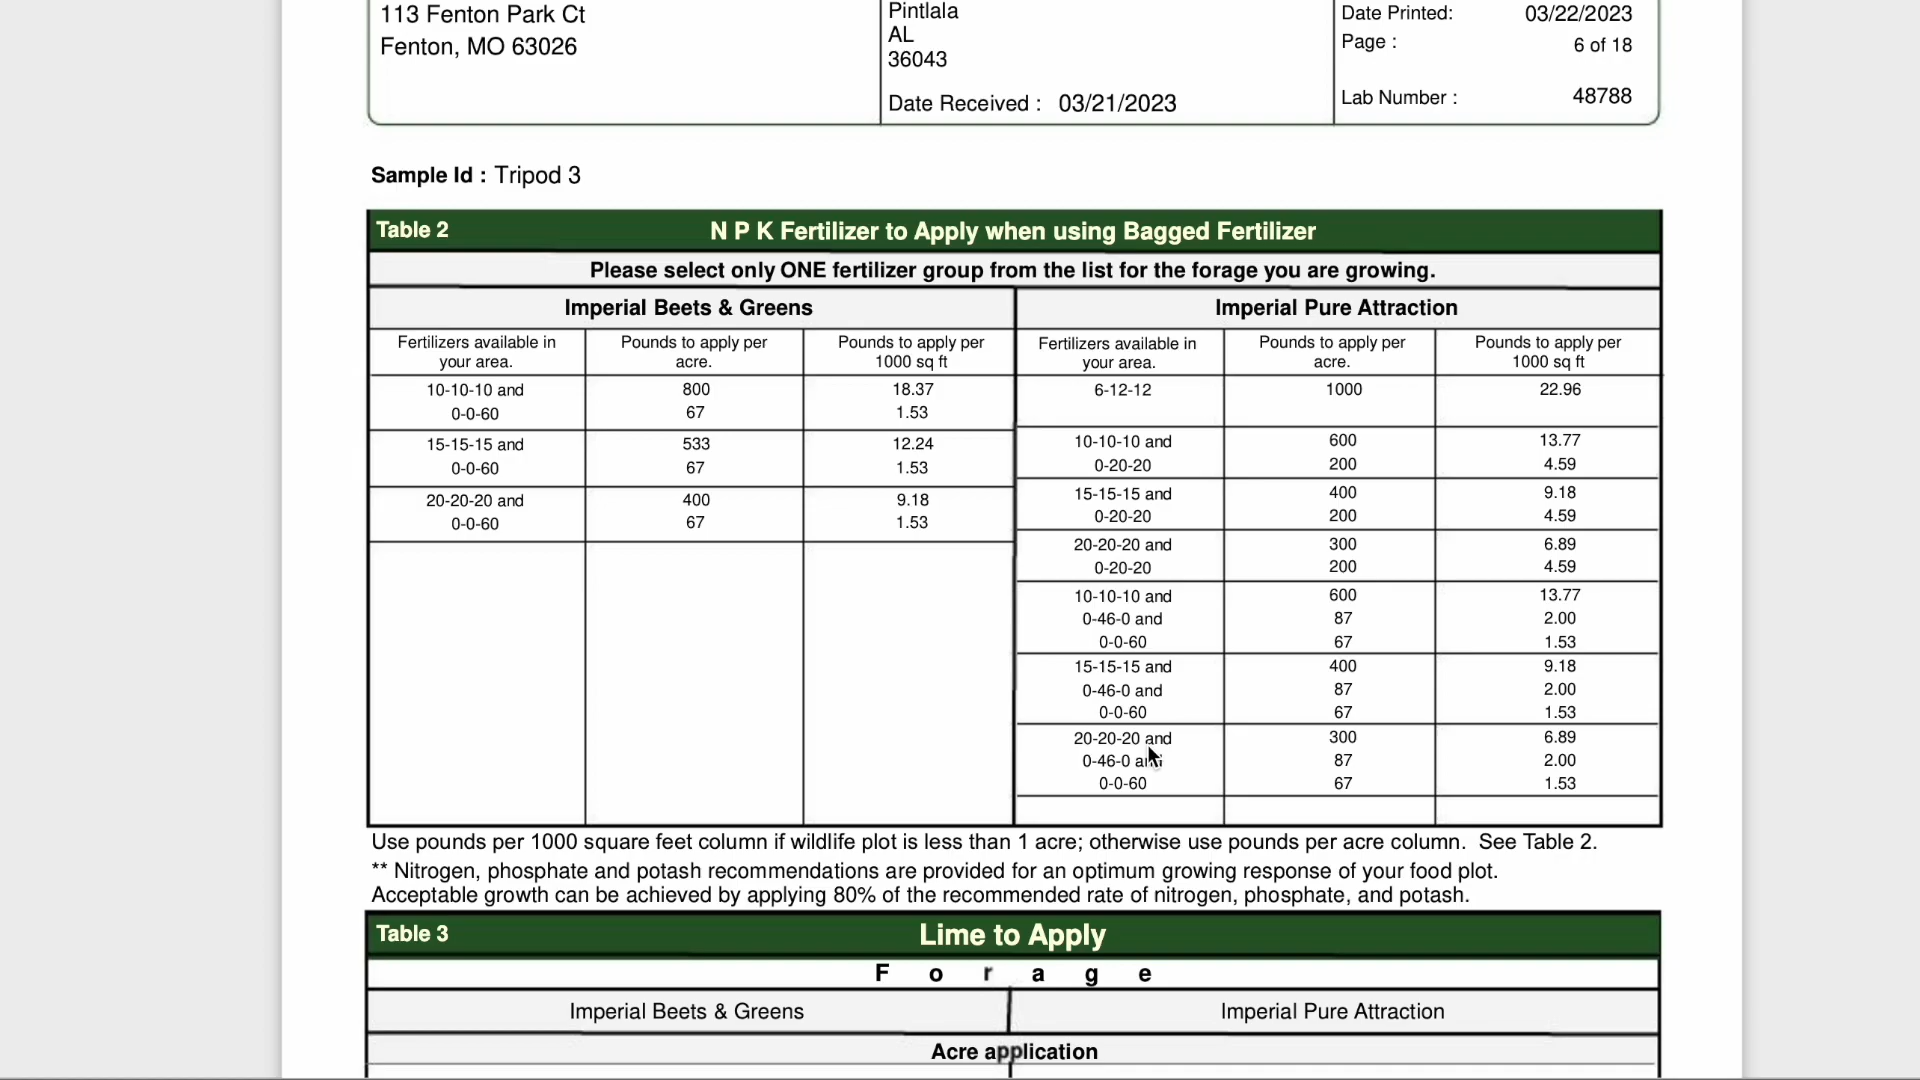 113 Fenton Park Ct
Fenton, MO 63026
Pintlala
AL
36043
Date Received : 03/21/2023
Date Printed: 03/22/2023
Page : 6 of 18
Lab Number : 48788
Sample Id : Tripod 3
Table 2 N P K Fertilizer to Apply when using Bagged Fertilizer
Please select only ONE fertilizer group from the list for the forage you are growing.
Imperial Beets & Greens
Fertilizers available in your area. Pounds to apply per acre. Pounds to apply per 1000 sq ft
10-10-10 and 800 18.37
0-0-60 67 1.53
15-15-15 and 533 12.24
0-0-60 67 1.53
20-20-20 and 400 9.18
0-0-60 67 1.53
Imperial Pure Attraction
Fertilizers available in your area. Pounds to apply per acre. Pounds to apply per 1000 sq ft
6-12-12 1000 22.96
10-10-10 and 600 13.77
0-20-20 200 4.59
15-15-15 and 400 9.18
0-20-20 200 4.59
20-20-20 and 300 6.89
0-20-20 200 4.59
10-10-10 and 600 13.77
0-46-0 and 87 2.00
0-0-60 67 1.53
15-15-15 and 400 9.18
0-46-0 and 87 2.00
0-0-60 67 1.53
20-20-20 and 300 6.89
0-46-0 and 87 2.00
0-0-60 67 1.53
Use pounds per 1000 square feet column if wildlife plot is less than 1 acre; otherwise use pounds per acre column. See Table 2.
** Nitrogen, phosphate and potash recommendations are provided for an optimum growing response of your food plot.
Acceptable growth can be achieved by applying 80% of the recommended rate of nitrogen, phosphate, and potash.
Table 3 Lime to Apply
F o r a g e
Imperial Beets & Greens Imperial Pure Attraction
Acre application